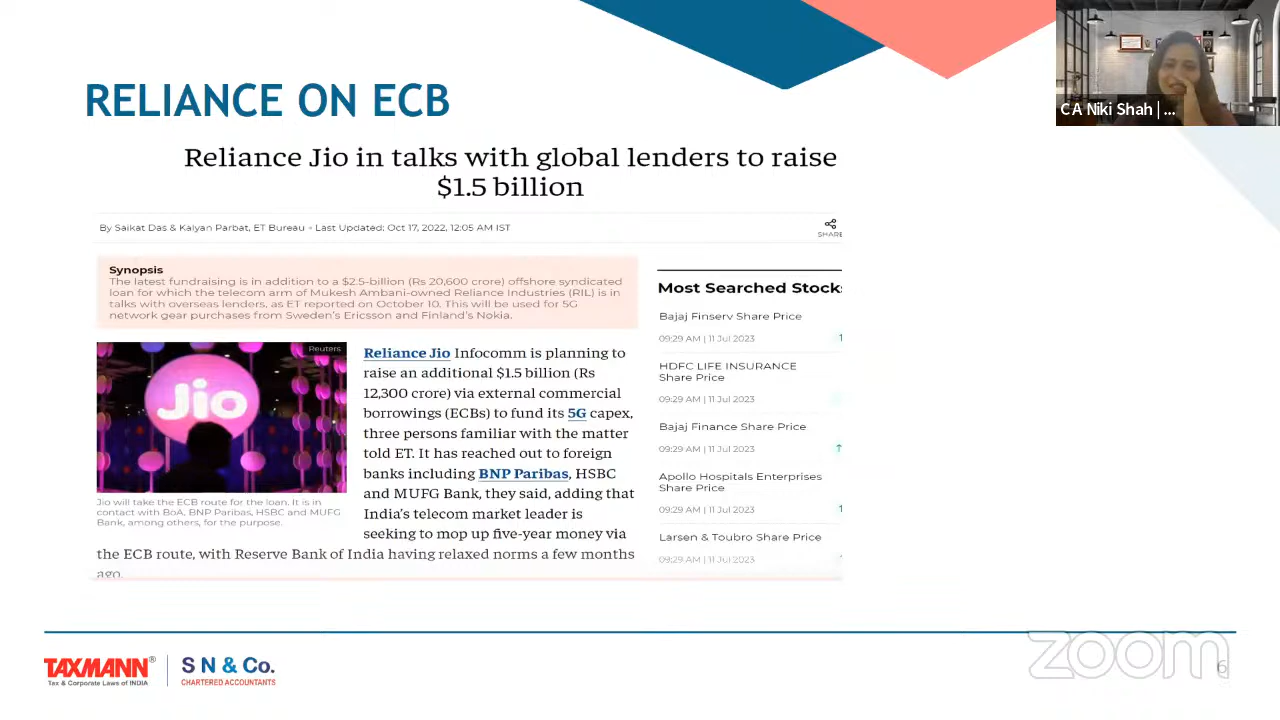 RELIANCE ON ECB
C A Niki Shah | ...
Reliance Jio in talks with global lenders to raise
$1.5 billion
By Saikat Das & Kalyan Parbat, ET Bureau • Last Updated: Oct 17, 2022, 12:05 AM IST
SHARE
Synopsis
The latest fundraising is in addition to a $2.5-billion (Rs 20,600 crore) offshore syndicated
loan for which the telecom arm of Mukesh Ambani-owned Reliance Industries (RIL) is in
talks with overseas lenders, as ET reported on October 10. This will be used for 5G
network gear purchases from Sweden's Ericsson and Finland's Nokia.
Reuters
Jio
Jio will take the ECB route for the loan. It is in
contact with BoA, BNP Paribas, HSBC and MUFG
Bank, among others, for the purpose.
Reliance Jio Infocomm is planning to
raise an additional $1.5 billion (Rs
12,300 crore) via external commercial
borrowings (ECBs) to fund its 5G capex,
three persons familiar with the matter
told ET. It has reached out to foreign
banks including BNP Paribas, HSBC
and MUFG Bank, they said, adding that
India's telecom market leader is
seeking to mop up five-year money via
the ECB route, with Reserve Bank of India having relaxed norms a few months
ago.
Most Searched Stocks
Bajaj Finserv Share Price
09:29 AM | 11 Jul 2023
HDFC LIFE INSURANCE
Share Price
09:29 AM | 11 Jul 2023
Bajaj Finance Share Price
09:29 AM | 11 Jul 2023
Apollo Hospitals Enterprises
Share Price
09:29 AM | 11 Jul 2023
Larsen & Toubro Share Price
09:29 AM | 11 Jul 2023
TAXMANN®
Tax & Corporate Laws of INDIA
S N & Co.
CHARTERED ACCOUNTANTS
zoom
6